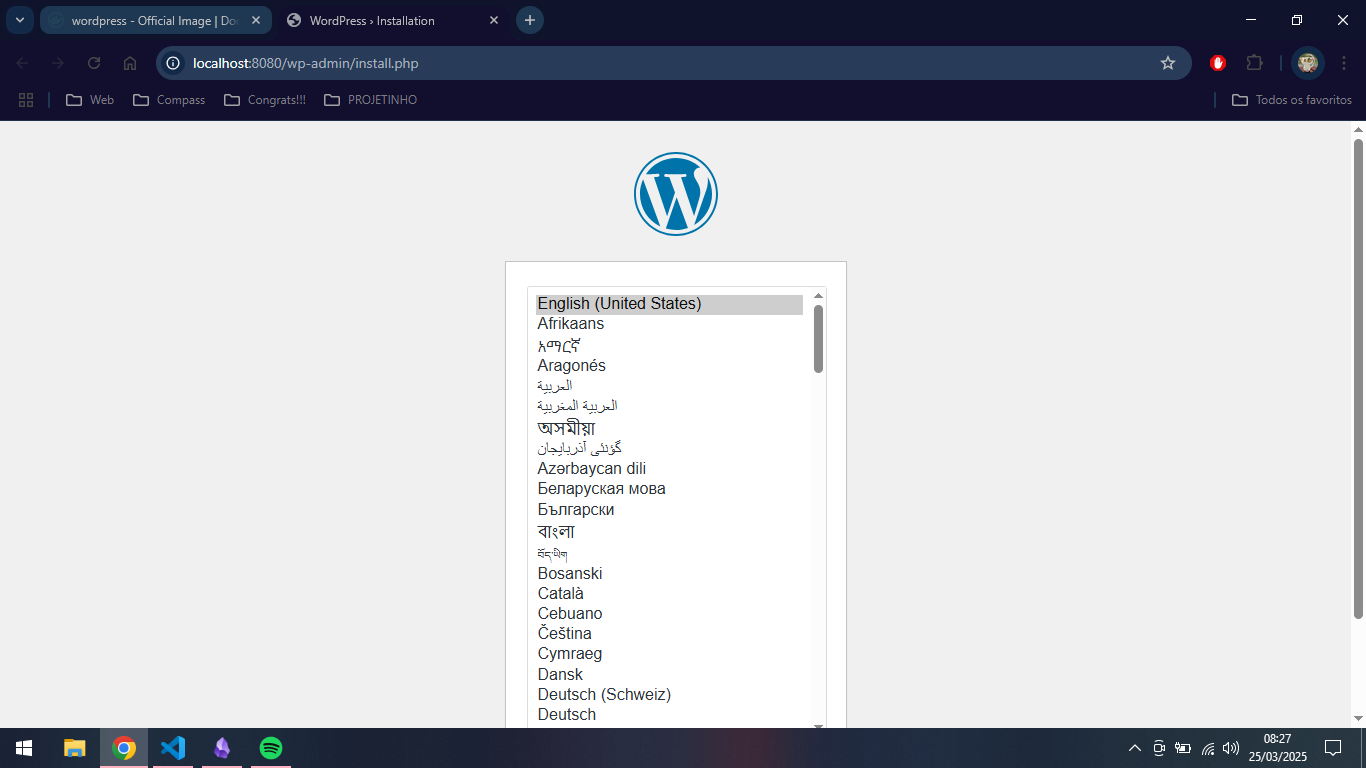 wordpress - Official Image | Do
WordPress › Installation
localhost:8080/wp-admin/install.php
Web
Compass
Congrats!!!
PROJETINHO
Todos os favoritos
English (United States)
Afrikaans
አማርኛ
Aragonés
العربية
العربية المغربية
অসমীয়া
گؤنئی آذربایجان
Azərbaycan dili
Беларуская мова
Български
বাংলা
བོད་ཡིག
Bosanski
Català
Cebuano
Čeština
Cymraeg
Dansk
Deutsch (Schweiz)
Deutsch
08:27
25/03/2025